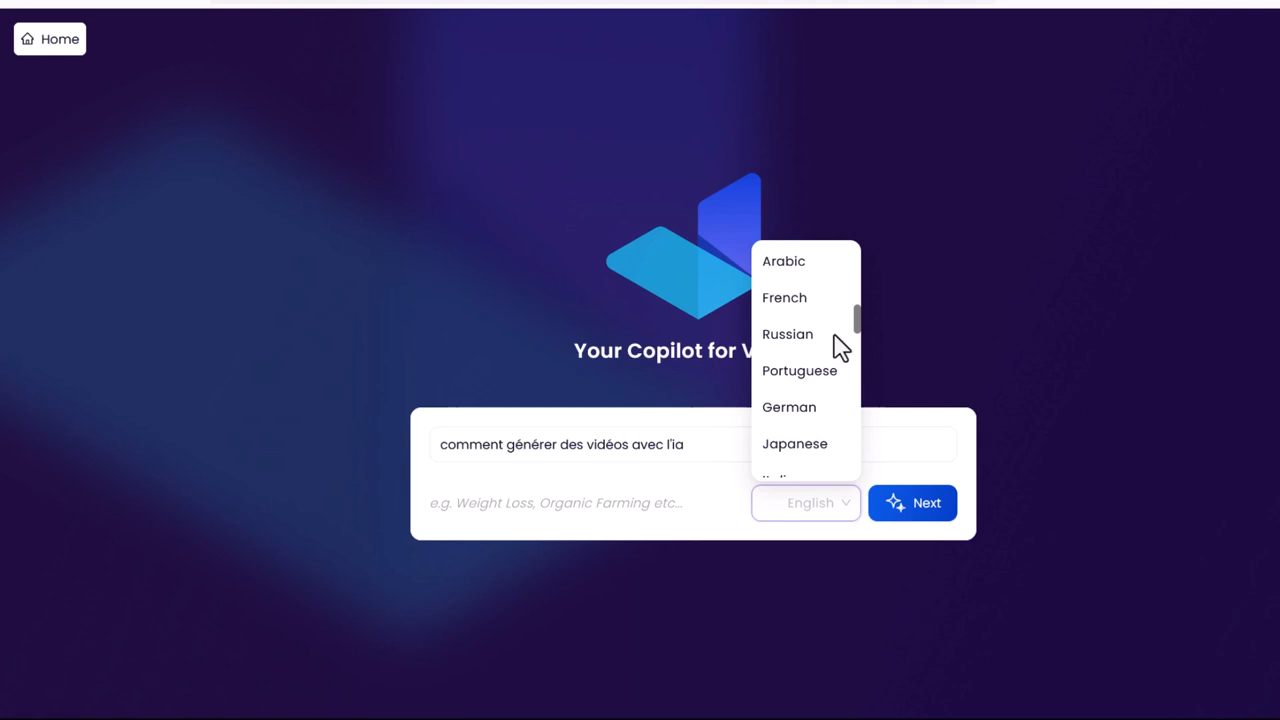 Home
Your Copilot for
comment générer des vidéos avec l'ia
e.g. Weight Loss, Organic Farming etc...
Arabic
French
Russian
Portuguese
German
Japanese
English
Next